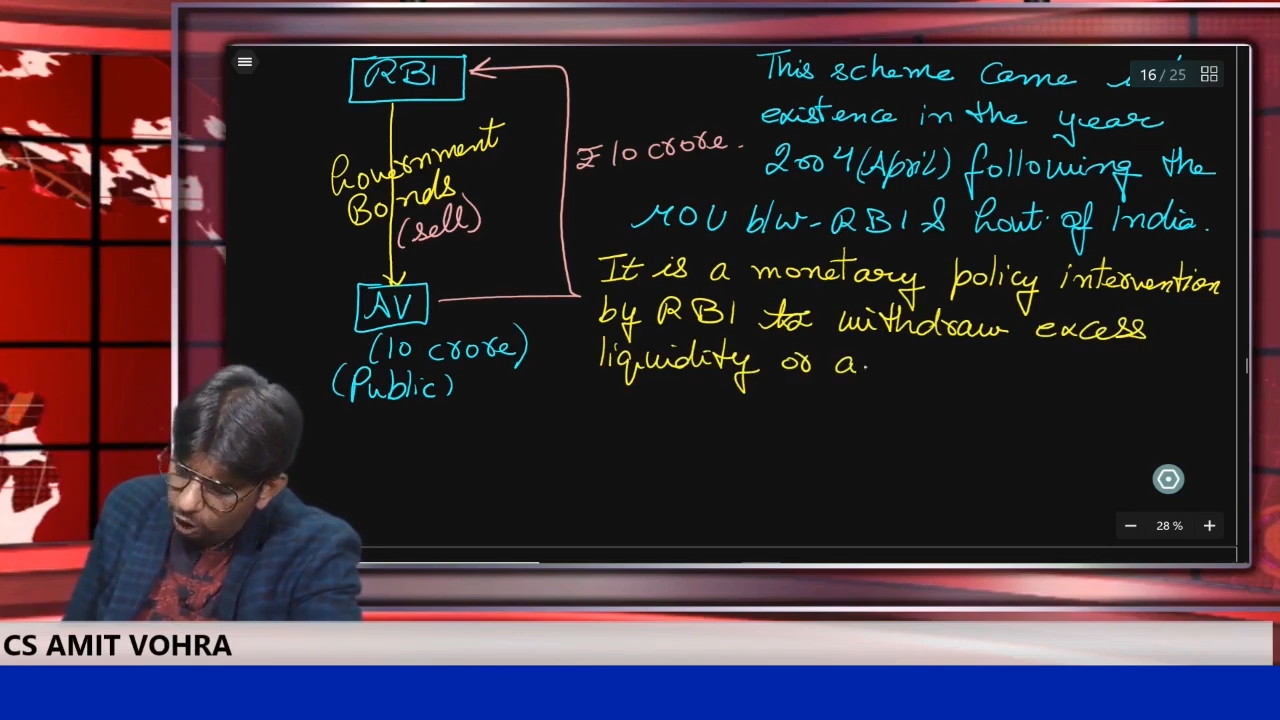 RBI
Government
Bonds
(sell)
AV
(10 crore)
(Public)
₹10 crore.
This scheme came
existence in the year
2004 (April) following the
MOU b/w - RBI & Govt. of India.
It is a monetary policy intervention
by RBI to withdraw excess
liquidity or a.
16 / 25
28 %
CS AMIT VOHRA